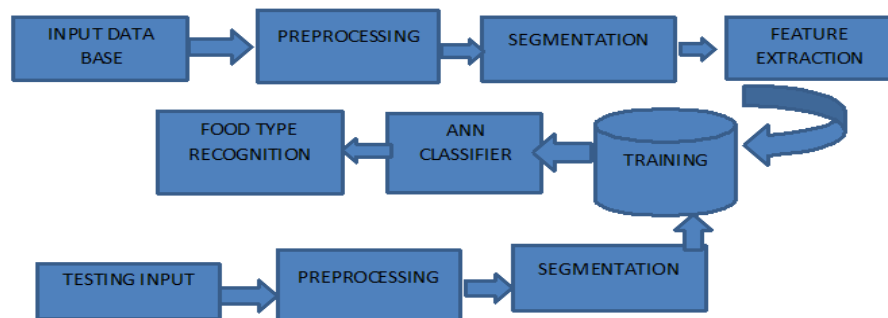 INPUT DATA
BASE
PREPROCESSING
SEGMENTATION
FEATURE
EXTRACTION
FOOD TYPE
RECOGNITION
ANN
CLASSIFIER
TRAINING
TESTING INPUT
PREPROCESSING
SEGMENTATION